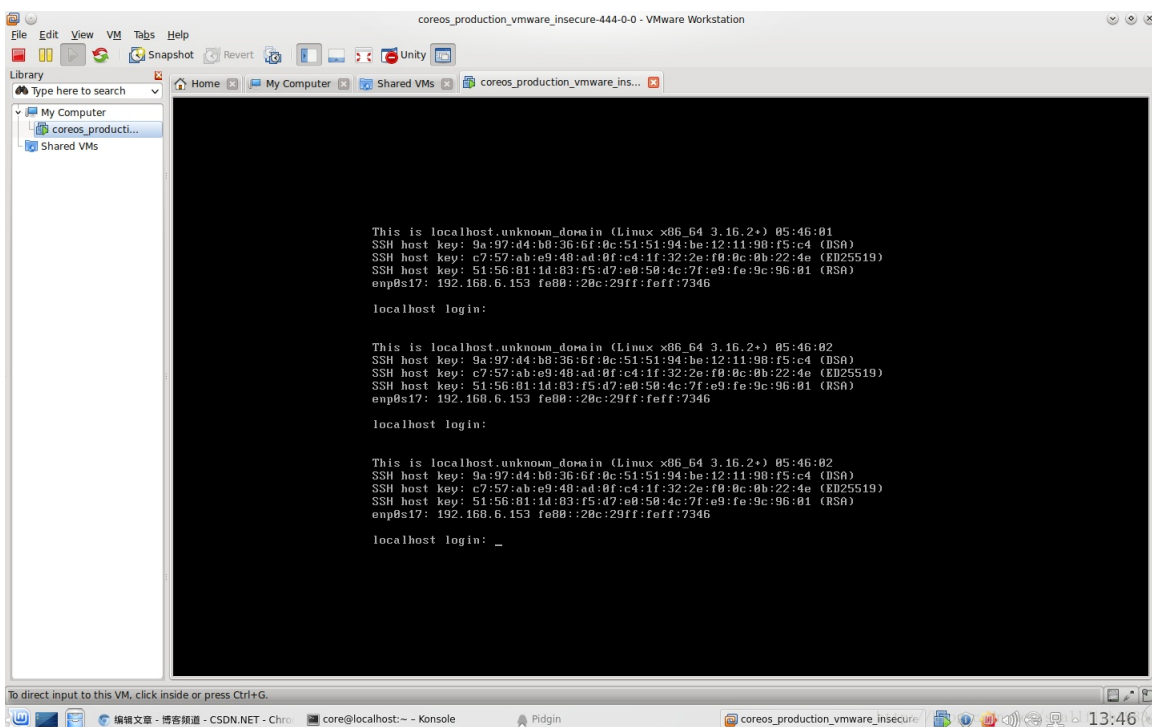 coreos_production_vmware_insecure-444-0-0 - VMware Workstation
File Edit View VM Tabs Help
Snapshot Revert Unity
Library
Type here to search
My Computer
coreos_producti...
Shared VMs
Home My Computer Shared VMs coreos_production_vmware_ins...
This is localhost.unknown_domain (Linux x86_64 3.16.2+) 05:46:01
SSH host key: 9a:97:d4:b8:36:6f:0c:51:51:94:be:12:11:98:f5:c4 (DSA)
SSH host key: c7:57:ab:e9:48:ad:0f:c4:1f:32:2e:f0:0c:0b:22:4e (ED25519)
SSH host key: 51:56:81:1d:83:f5:d7:e0:50:4c:7f:e9:fe:9c:96:01 (RSA)
enp0s17: 192.168.6.153 fe80::20c:29ff:feff:7346
localhost login:
This is localhost.unknown_domain (Linux x86_64 3.16.2+) 05:46:02
SSH host key: 9a:97:d4:b8:36:6f:0c:51:51:94:be:12:11:98:f5:c4 (DSA)
SSH host key: c7:57:ab:e9:48:ad:0f:c4:1f:32:2e:f0:0c:0b:22:4e (ED25519)
SSH host key: 51:56:81:1d:83:f5:d7:e0:50:4c:7f:e9:fe:9c:96:01 (RSA)
enp0s17: 192.168.6.153 fe80::20c:29ff:feff:7346
localhost login:
This is localhost.unknown_domain (Linux x86_64 3.16.2+) 05:46:02
SSH host key: 9a:97:d4:b8:36:6f:0c:51:51:94:be:12:11:98:f5:c4 (DSA)
SSH host key: c7:57:ab:e9:48:ad:0f:c4:1f:32:2e:f0:0c:0b:22:4e (ED25519)
SSH host key: 51:56:81:1d:83:f5:d7:e0:50:4c:7f:e9:fe:9c:96:01 (RSA)
enp0s17: 192.168.6.153 fe80::20c:29ff:feff:7346
localhost login: _
To direct input to this VM, click inside or press Ctrl+G.
编辑文章 - 博客频道 - CSDN.NET - Chro core@localhost:~ - Konsole Pidgin coreos_production_vmware_insecure 13:46